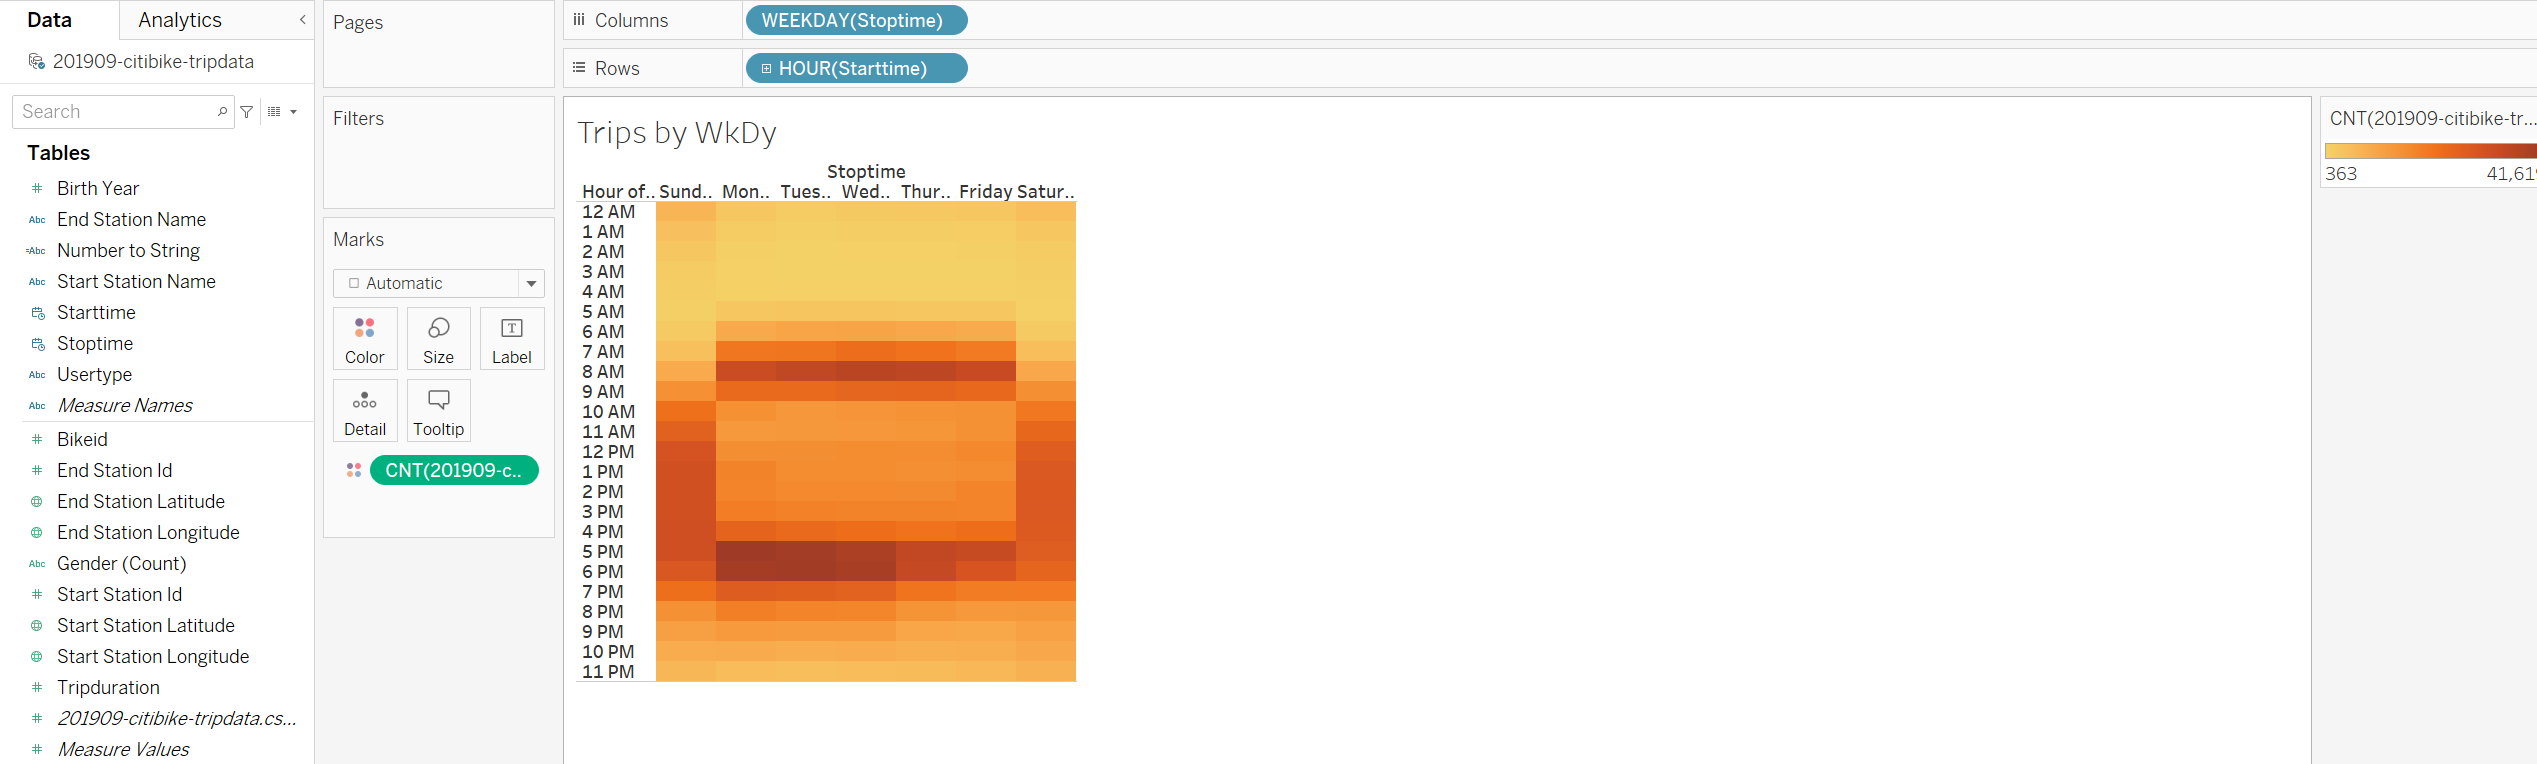 Data
Analytics
201909-citibike-tripdata
Search
Tables
# Birth Year
Abc End Station Name
=Abc Number to String
Abc Start Station Name
Starttime
Stoptime
Abc Usertype
Abc Measure Names
# Bikeid
# End Station Id
End Station Latitude
End Station Longitude
Abc Gender (Count)
# Start Station Id
Start Station Latitude
Start Station Longitude
# Tripduration
# 201909-citibike-tripdata.cs...
# Measure Values
Pages
Filters
Marks
Automatic
Color Size Label
Detail Tooltip
CNT(201909-c..
Columns WEEKDAY(Stoptime)
Rows HOUR(Starttime)
Trips by WkDy
Stoptime
Hour of.. Sund.. Mon.. Tues.. Wed.. Thur.. Friday Satur..
12 AM
1 AM
2 AM
3 AM
4 AM
5 AM
6 AM
7 AM
8 AM
9 AM
10 AM
11 AM
12 PM
1 PM
2 PM
3 PM
4 PM
5 PM
6 PM
7 PM
8 PM
9 PM
10 PM
11 PM
CNT(201909-citibike-tr...
363 41,61